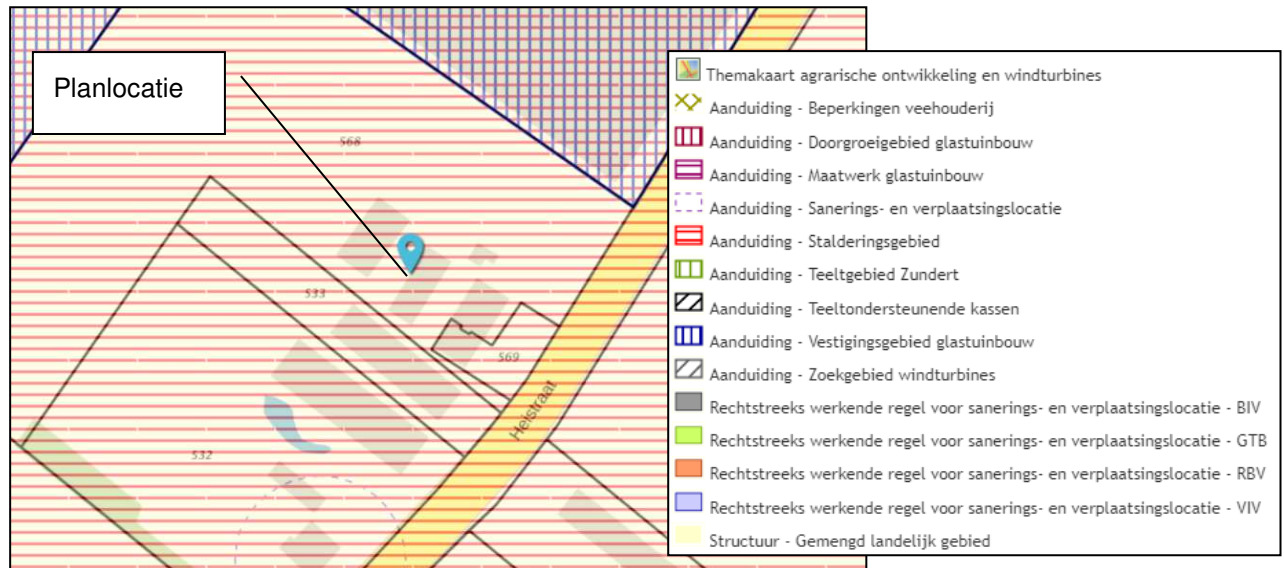 Planlocatie
568
533
569
Heistraat
532
Themakaart agrarische ontwikkeling en windturbines
Aanduiding - Beperkingen veehouderij
Aanduiding - Doorgroeigebied glastuinbouw
Aanduiding - Maatwerk glastuinbouw
Aanduiding - Sanerings- en verplaatsingslocatie
Aanduiding - Stalderingsgebied
Aanduiding - Teeltgebied Zundert
Aanduiding - Teeltondersteunende kassen
Aanduiding - Vestigingsgebied glastuinbouw
Aanduiding - Zoekgebied windturbines
Rechtstreeks werkende regel voor sanerings- en verplaatsingslocatie - BIV
Rechtstreeks werkende regel voor sanerings- en verplaatsingslocatie - GTB
Rechtstreeks werkende regel voor sanerings- en verplaatsingslocatie - RBV
Rechtstreeks werkende regel voor sanerings- en verplaatsingslocatie - VIV
Structuur - Gemengd landelijk gebied